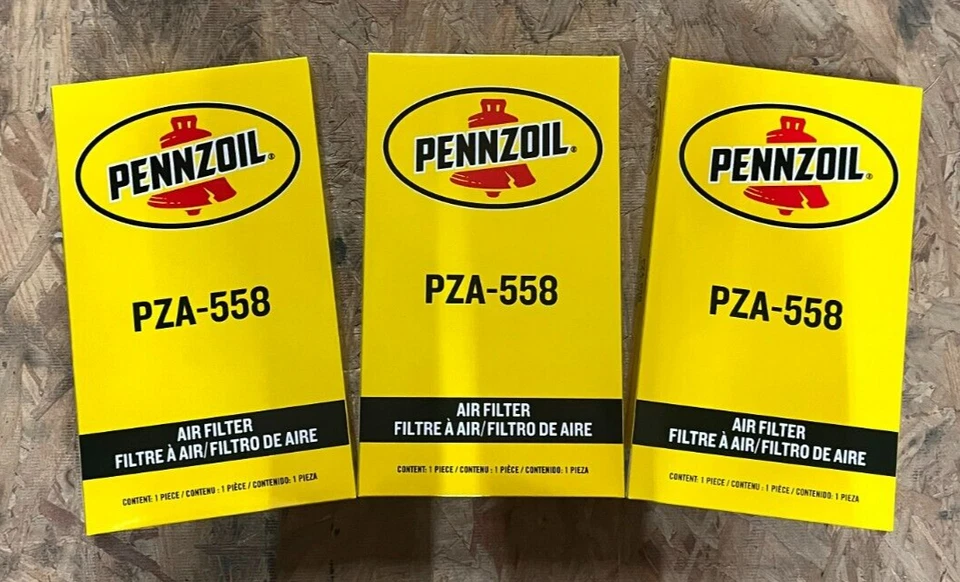 PENNZOIL®
PZA-558
AIR FILTER
FILTRE À AIR/FILTRO DE AIRE
CONTENT: 1 PIECE / CONTENU : 1 PIÈCE / CONTENIDO: 1 PIEZA
PENNZOIL®
PZA-558
AIR FILTER
FILTRE À AIR/FILTRO DE AIRE
CONTENT: 1 PIECE / CONTENU : 1 PIÈCE / CONTENIDO: 1 PIEZA
PENNZOIL®
PZA-558
AIR FILTER
FILTRE À AIR/FILTRO DE AIRE
CONTENT: 1 PIECE / CONTENU : 1 PIÈCE / CONTENIDO: 1 PIEZA